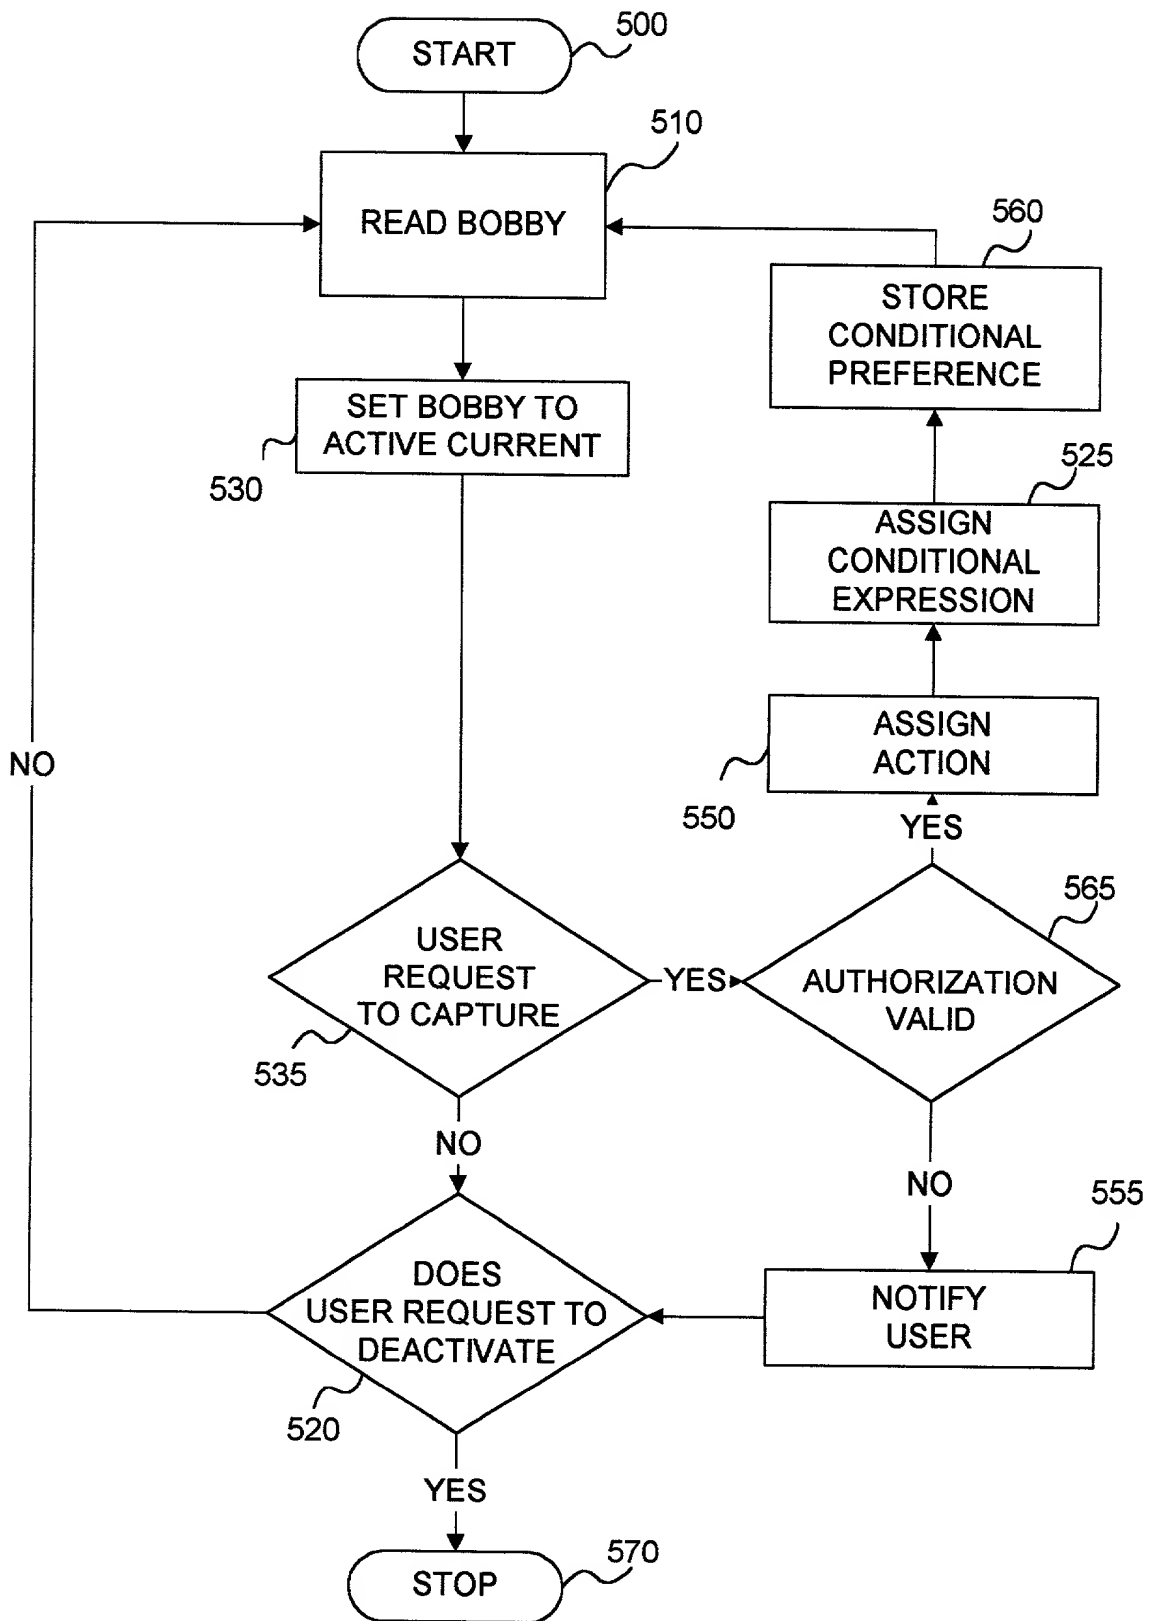 START
500
READ BOBBY
510
SET BOBBY TO
ACTIVE CURRENT
530
STORE
CONDITIONAL
PREFERENCE
560
ASSIGN
CONDITIONAL
EXPRESSION
525
ASSIGN
ACTION
550
YES
NO
USER
REQUEST
TO CAPTURE
535
YES
AUTHORIZATION
VALID
565
NO
NO
DOES
USER REQUEST TO
DEACTIVATE
520
NOTIFY
USER
555
YES
STOP
570